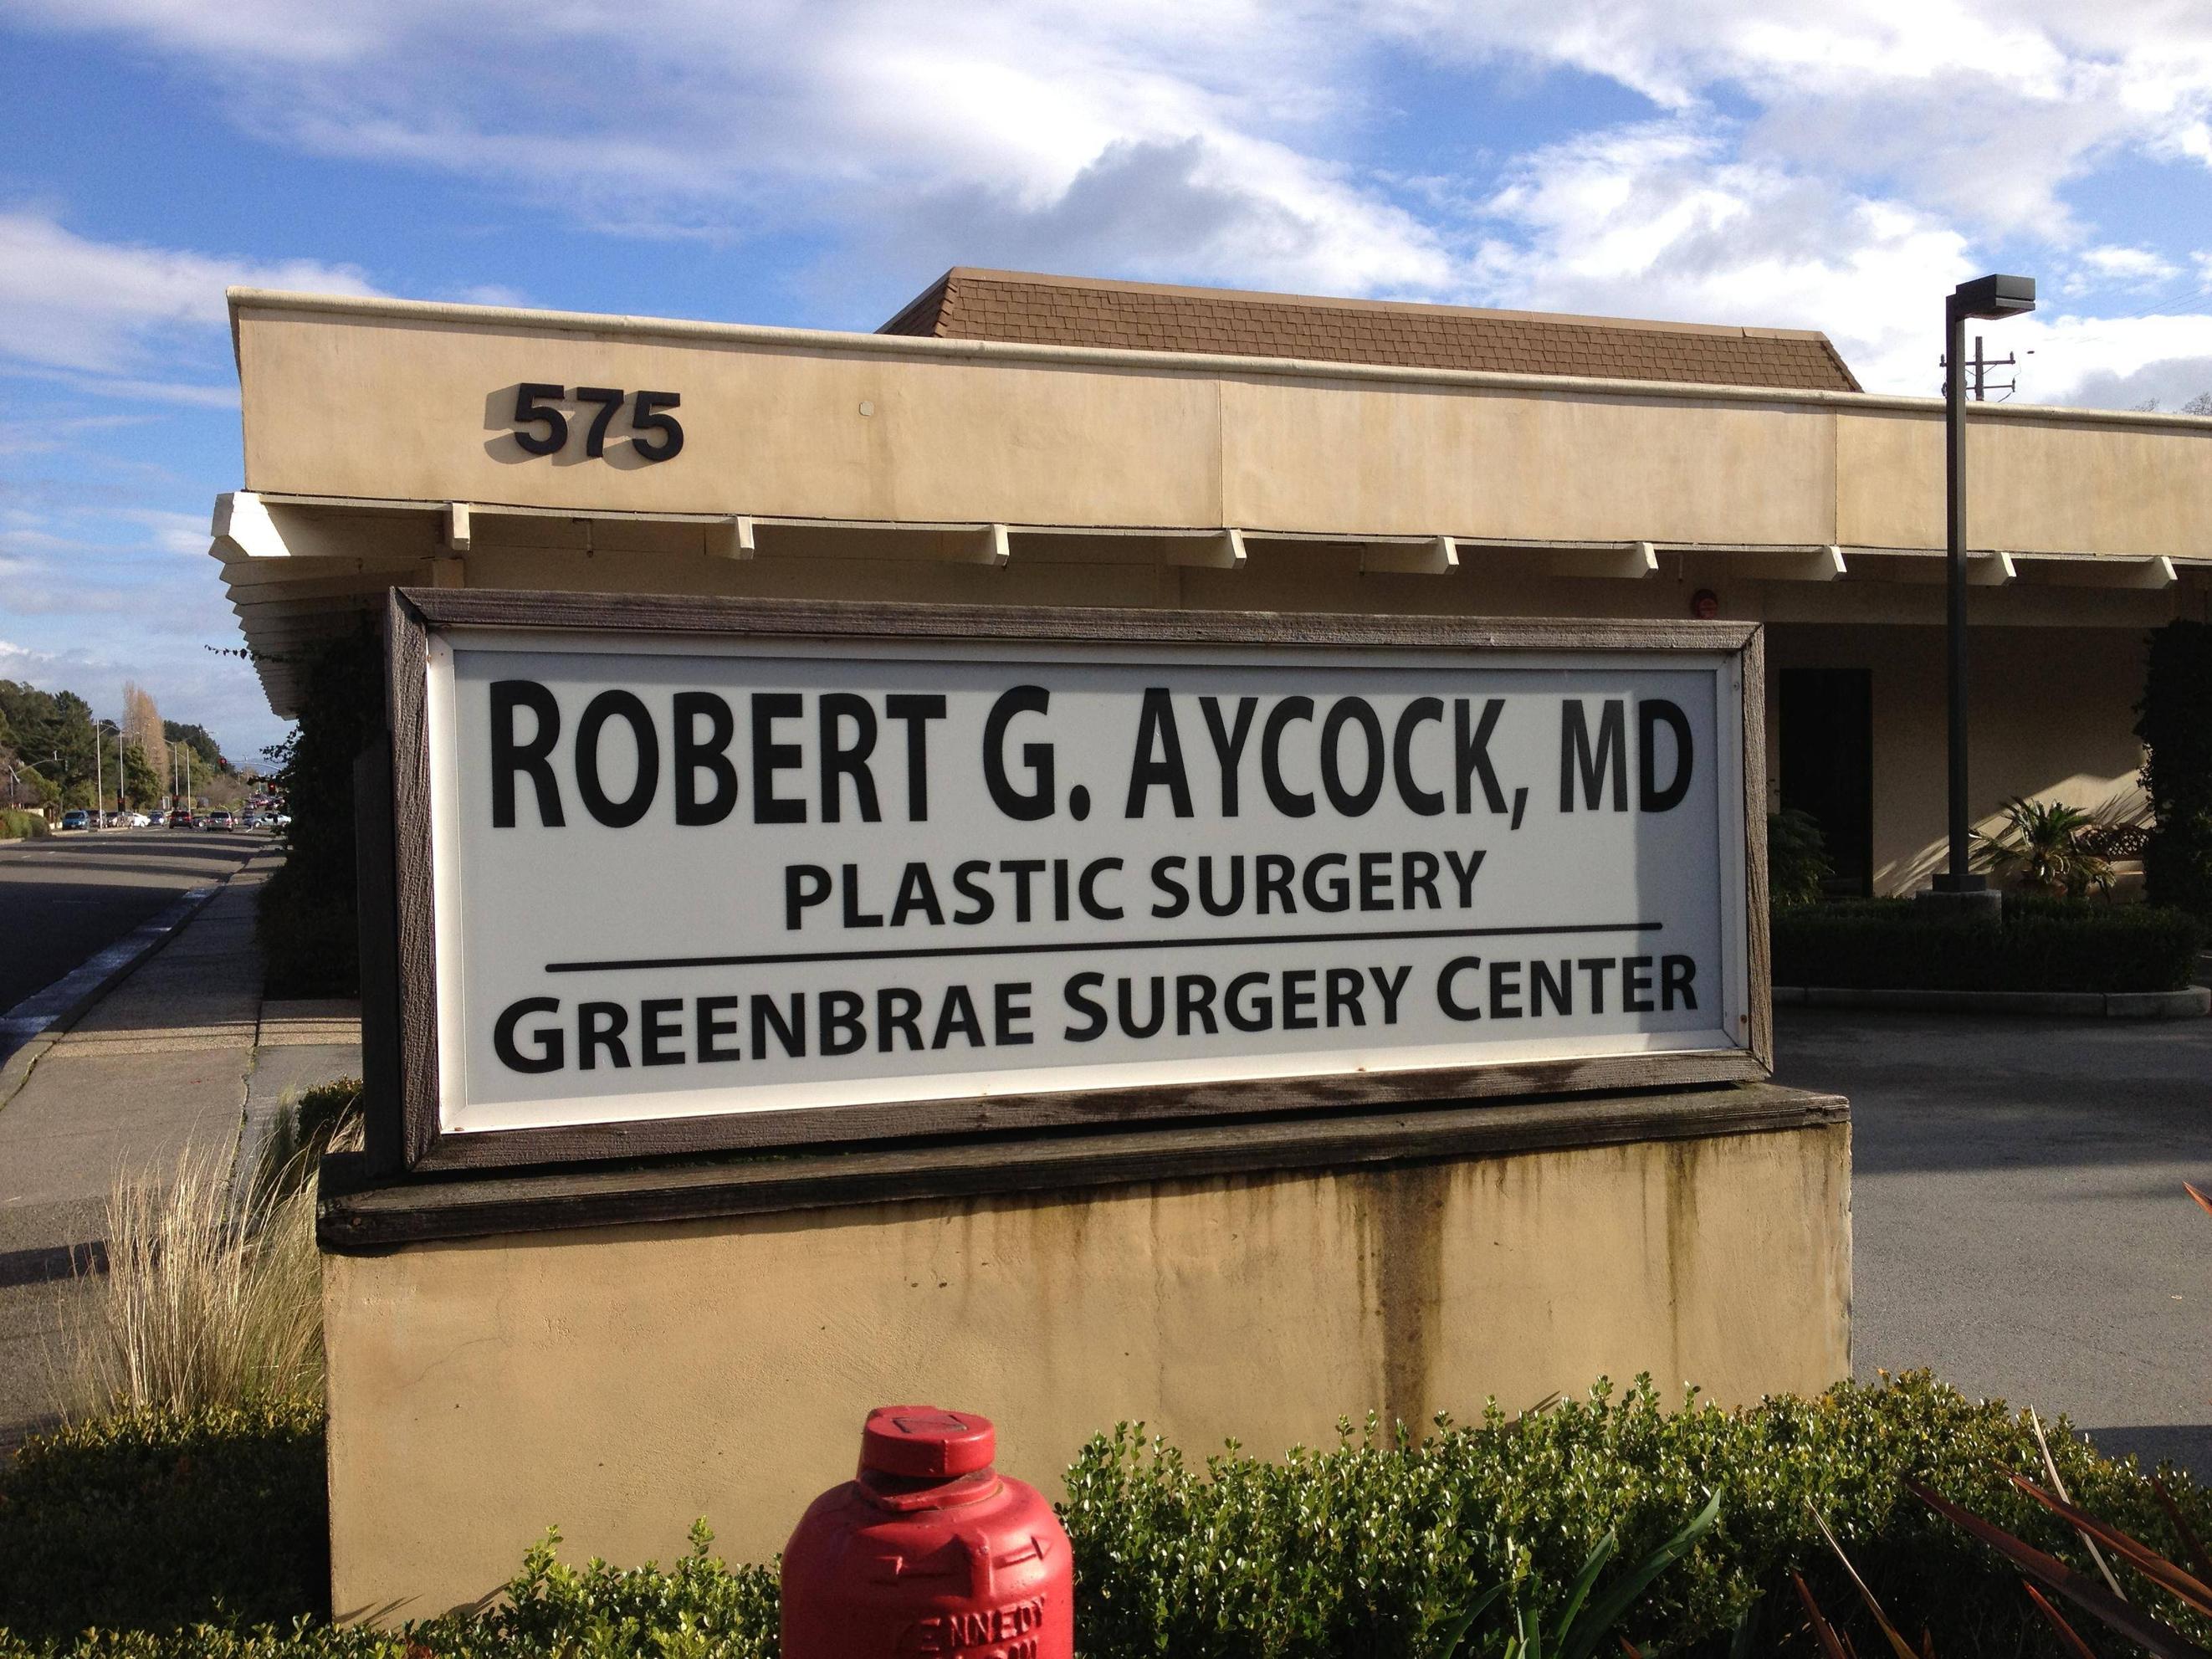 575
ROBERT G. AYCOCK, MD
PLASTIC SURGERY
GREENBRAE SURGERY CENTER